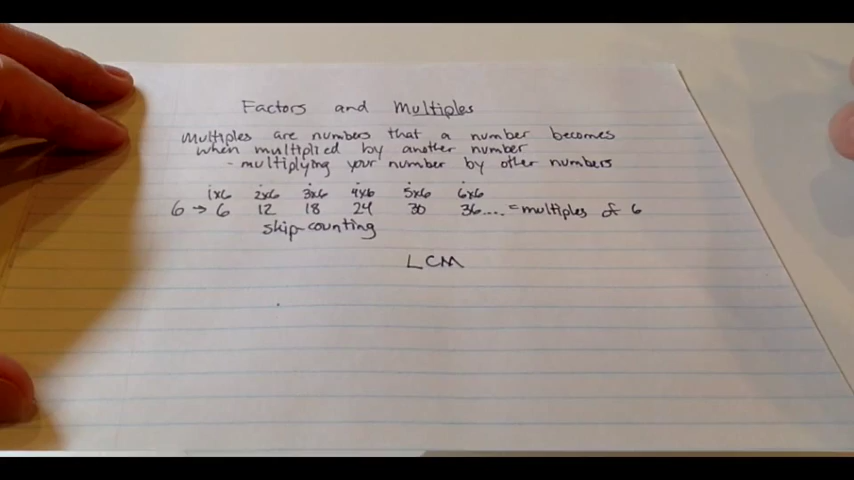 Factors and Multiples
Multiples are numbers that a number becomes
when multiplied by another number
- multiplying your number by other numbers
1x6 2x6 3x6 4x6 5x6 6x6
6 → 6 12 18 24 30 36.... = multiples of 6
skip-counting
LCM